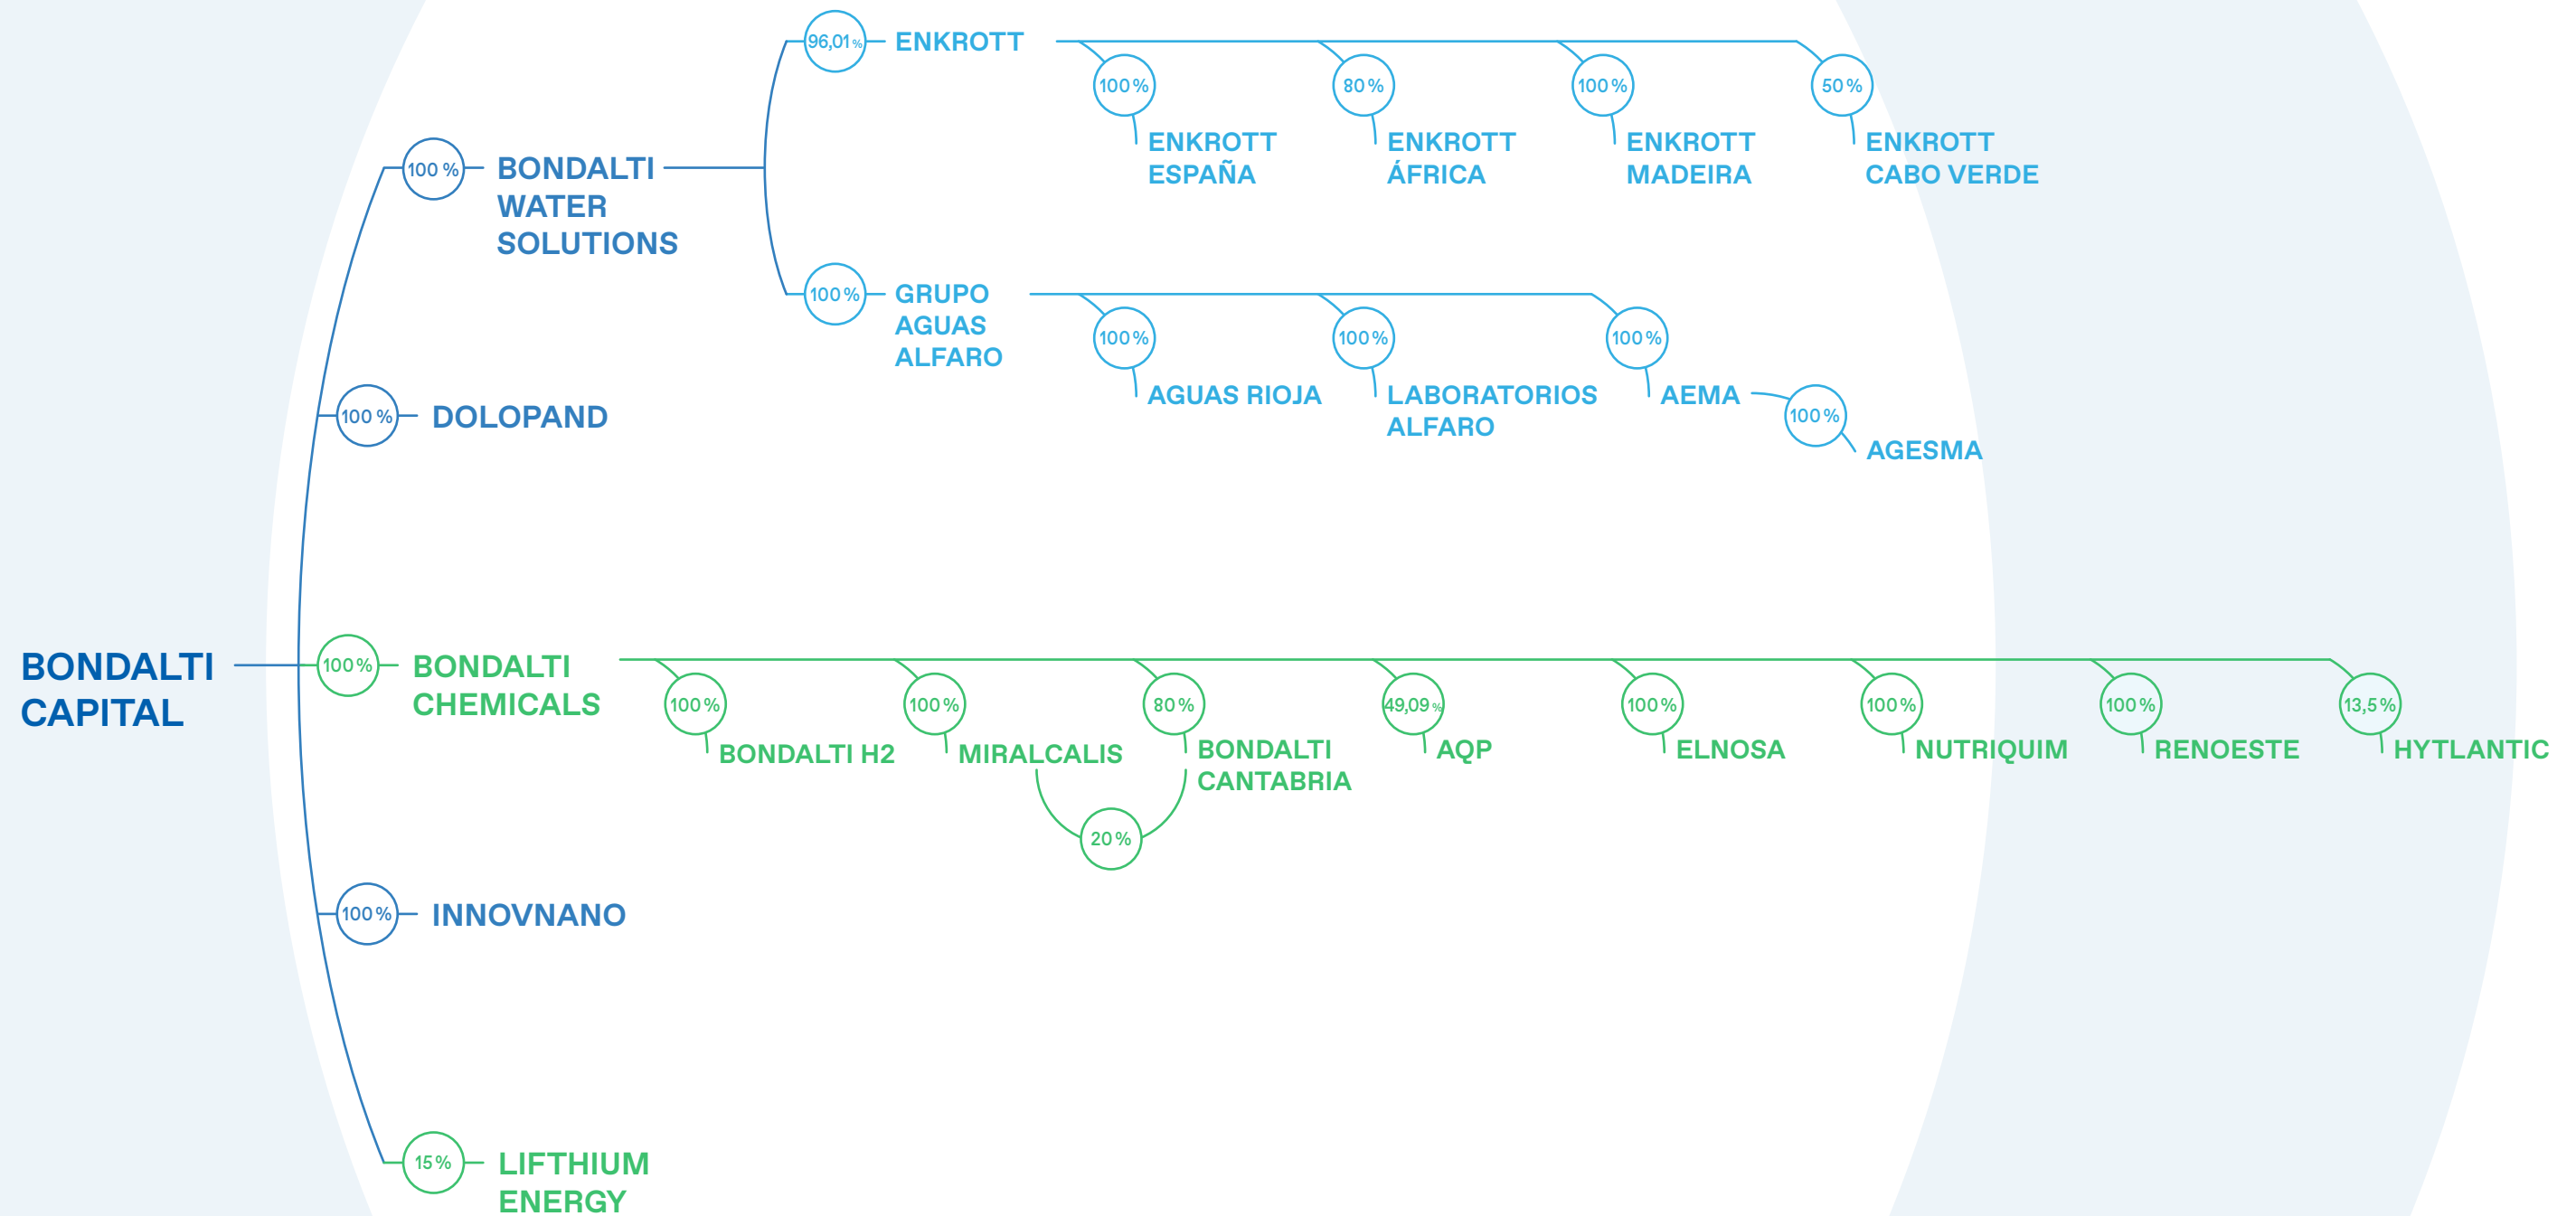 96,01 %
ENKROTT
100 %
80 %
100 %
50 %
ENKROTT
ESPAÑA
ENKROTT
ÁFRICA
ENKROTT
MADEIRA
ENKROTT
CABO VERDE
100 %
BONDALTI
WATER
SOLUTIONS
100 %
GRUPO
AGUAS
ALFARO
100 %
100 %
100 %
AGUAS RIOJA
LABORATORIOS
ALFARO
AEMA
100 %
AGESMA
100 %
DOLOPAND
BONDALTI
CAPITAL
100 %
BONDALTI
CHEMICALS
100 %
100 %
80 %
49,09 %
100 %
100 %
100 %
13,5 %
BONDALTI H2
MIRALCALIS
BONDALTI
CANTABRIA
AQP
ELNOSA
NUTRIQUIM
RENOESTE
HYTLANTIC
20 %
100 %
INNOVNANO
15 %
LIFTHIUM
ENERGY